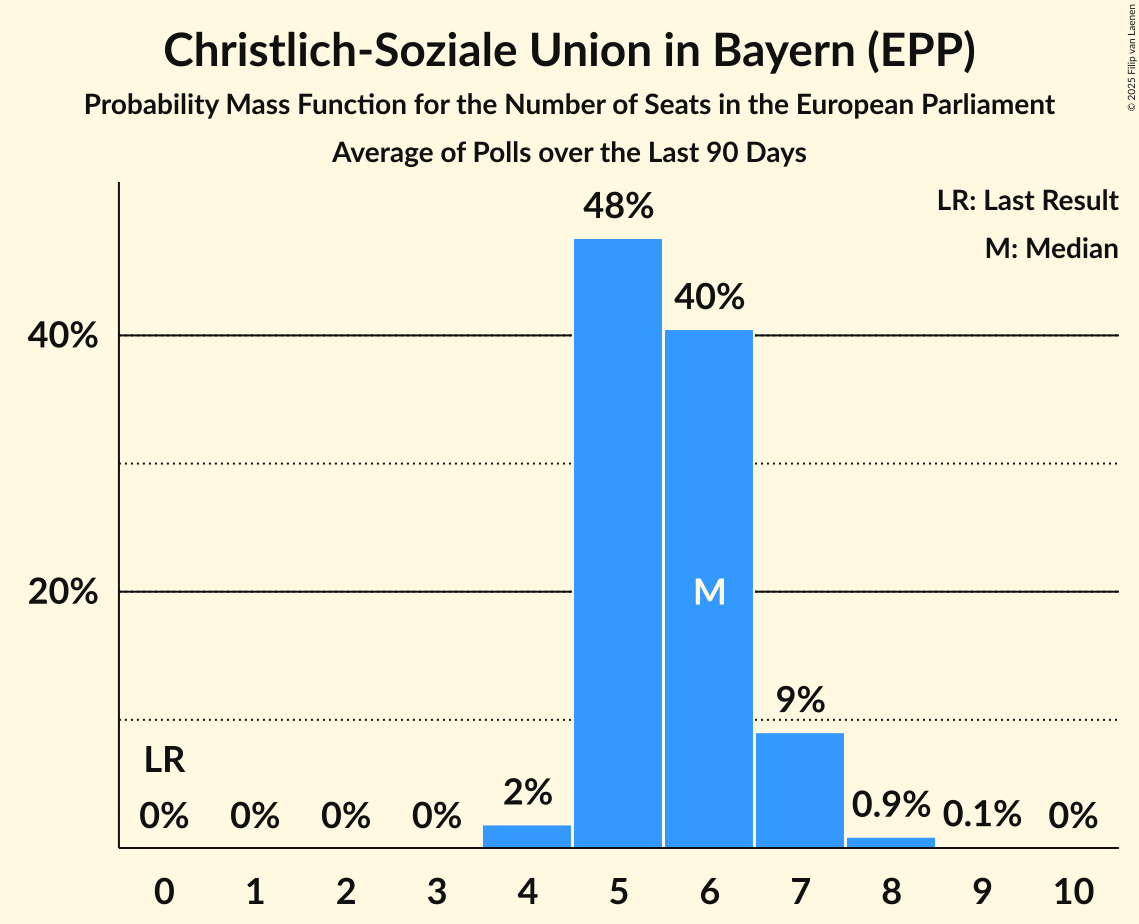 Christlich-Soziale Union in Bayern (EPP)
Probability Mass Function for the Number of Seats in the European Parliament
Average of Polls over the Last 90 Days
© 2025 Filip van Laenen
LR: Last Result
M: Median
48%
40%
40%
20%
M
9%
LR
0% 0% 0% 0% 2% 0.9% 0.1% 0%
0 1 2 3 4 5 6 7 8 9 10